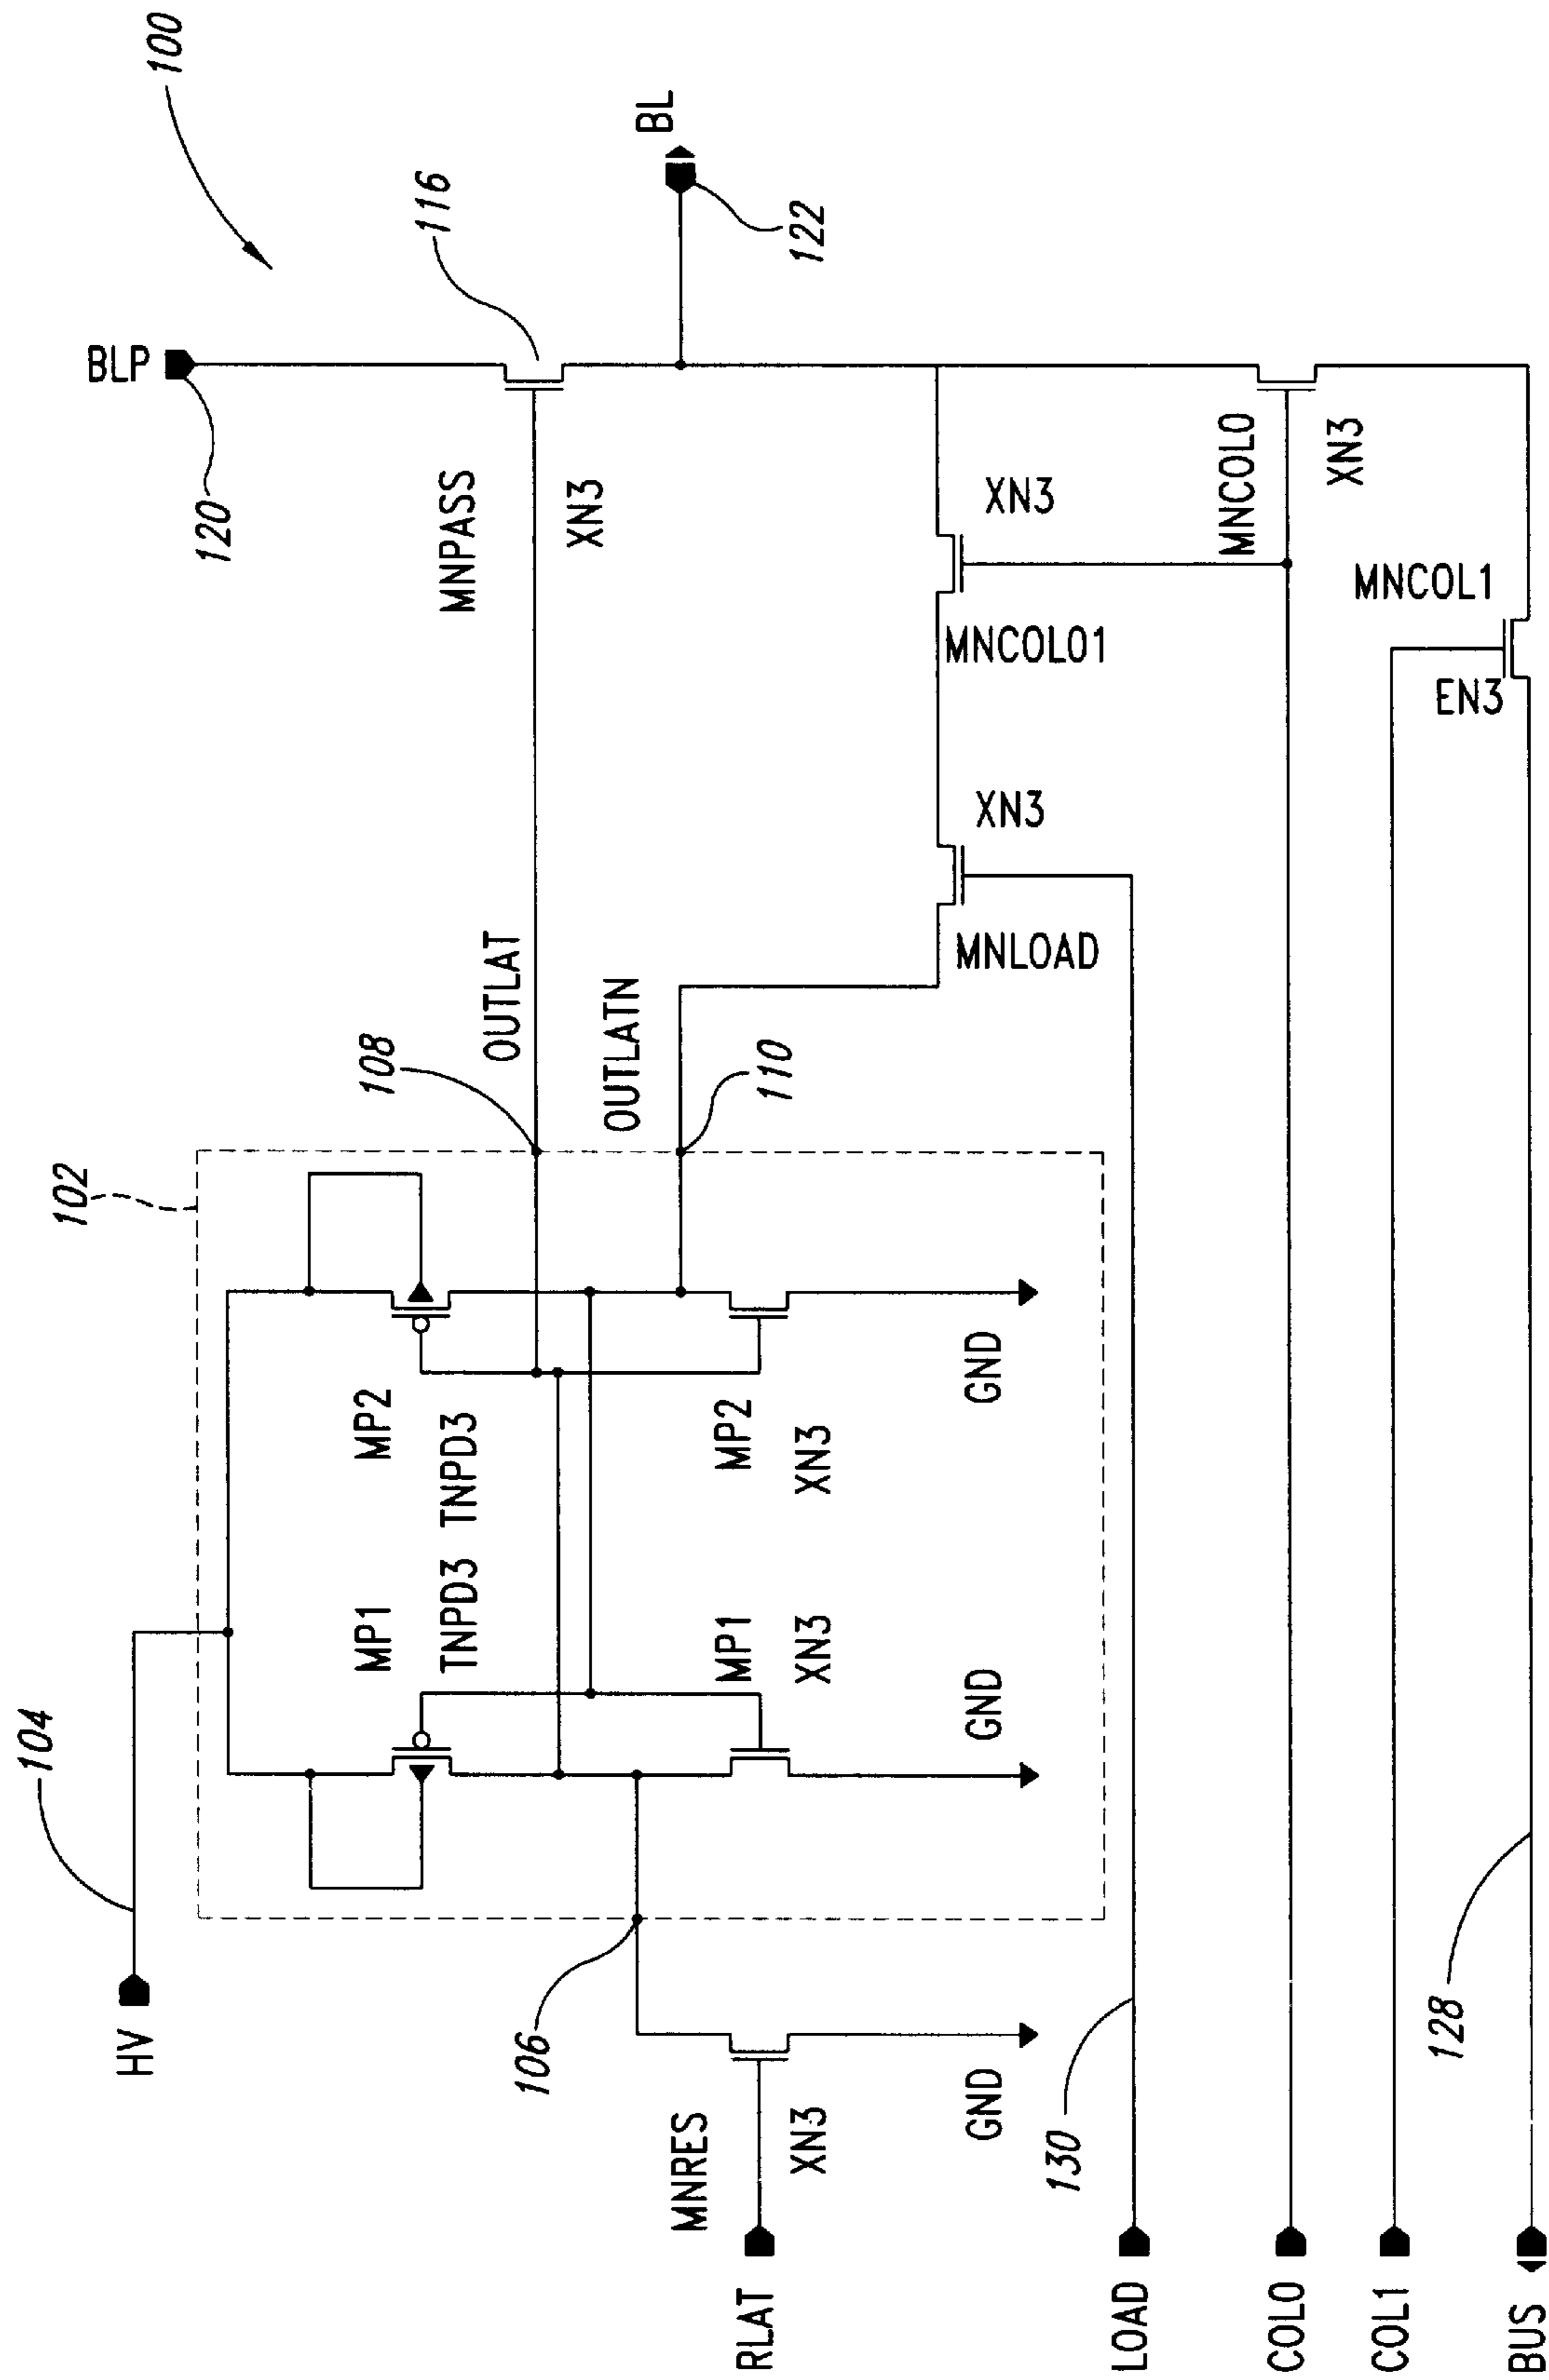 100
BLP
120
116
BL
122
MNPASS
XN3
OUTLAT
108
OUTLATN
110
XN3
MNCOL01
XN3
MNLOAD
MNCOL0
XN3
MNCOL1
EN3
102
104
HV
MP1
TNPD3
MP2
TNPD3
MP1
XN3
MP2
XN3
GND
GND
106
MNRES
XN3
GND
RLAT
130
LOAD
COL0
COL1
128
BUS